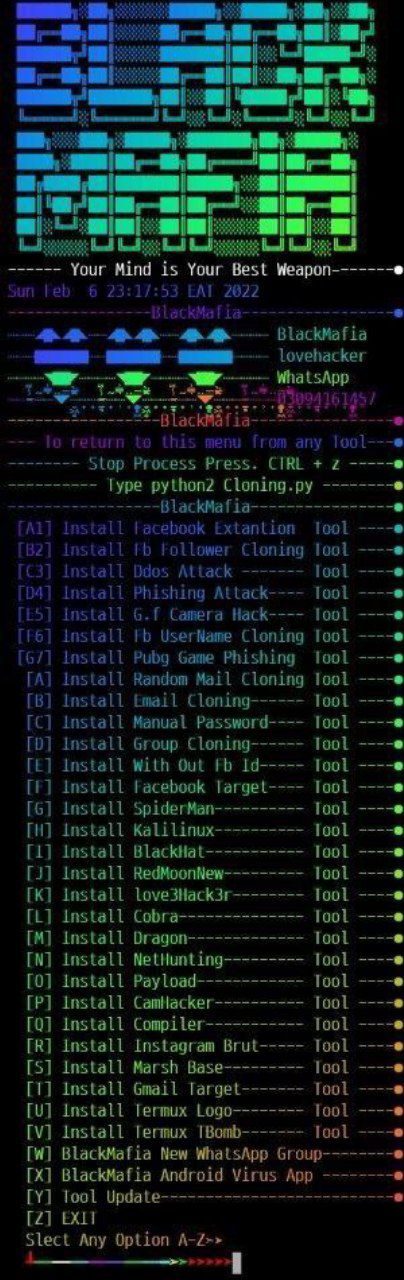 BLACK
MAFIA
------ Your Mind is Your Best Weapon-------●
Sun Feb  6 23:17:53 EAT 2022
----------------BlackMafia-----------------●
BlackMafia
lovehacker
WhatsApp
03094161457
-----------------BlackMafia----------------●
--- To return to this menu from any Tool---●
-------- Stop Process Press. CTRL + z -----●
----------- Type python2 Cloning.py -------●
-----------------BlackMafia----------------●
[A1] Install Facebook Extantion  Tool ----●
[B2] Install Fb Follower Cloning Tool ----●
[C3] Install Ddos Attack ------- Tool ----●
[D4] Install Phishing Attack---- Tool ----●
[E5] Install G.f Camera Hack---- Tool ----●
[F6] Install Fb UserName Cloning Tool ----●
[G7] Install Pubg Game Phishing  Tool ----●
[A] Install Random Mail Cloning Tool ----●
[B] Install Email Cloning------ Tool ----●
[C] Install Manual Password---- Tool ----●
[D] Install Group Cloning------ Tool ----●
[E] Install With Out Fb Id----- Tool ----●
[F] Install Facebook Target---- Tool ----●
[G] Install SpiderMan---------- Tool ----●
[H] Install Kalilinux---------- Tool ----●
[I] Install BlackHat----------- Tool ----●
[J] Install RedMoonNew--------- Tool ----●
[K] Install love3Hack3r-------- Tool ----●
[L] Install Cobra-------------- Tool ----●
[M] Install Dragon------------- Tool ----●
[N] Install NetHunting--------- Tool ----●
[O] Install Payload------------ Tool ----●
[P] Install CamHacker---------- Tool ----●
[Q] Install Compiler----------- Tool ----●
[R] Install Instagram Brut----- Tool ----●
[S] Install Marsh Base--------- Tool ----●
[T] Install Gmail Target------- Tool ----●
[U] Install Termux Logo-------- Tool ----●
[V] Install Termux TBomb------- Tool ----●
[W] BlackMafia New WhatsApp Group--------●
[X] BlackMafia Android Virus App --------●
[Y] Tool Update--------------------------●
[Z] EXIT
Slect Any Option A-Z>➤